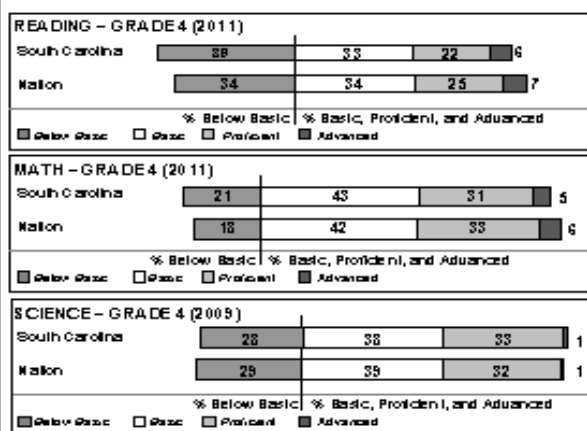 READING – GRADE 4 (2011)
South Carolina 39 33 22 6
Nation 34 34 25 7
% Below Basic % Basic, Proficient, and Advanced
Below Basic Basic Proficient Advanced
MATH – GRADE 4 (2011)
South Carolina 21 43 31 5
Nation 18 42 33 6
% Below Basic % Basic, Proficient, and Advanced
Below Basic Basic Proficient Advanced
SCIENCE – GRADE 4 (2009)
South Carolina 28 38 33 1
Nation 29 39 32 1
% Below Basic % Basic, Proficient, and Advanced
Below Basic Basic Proficient Advanced